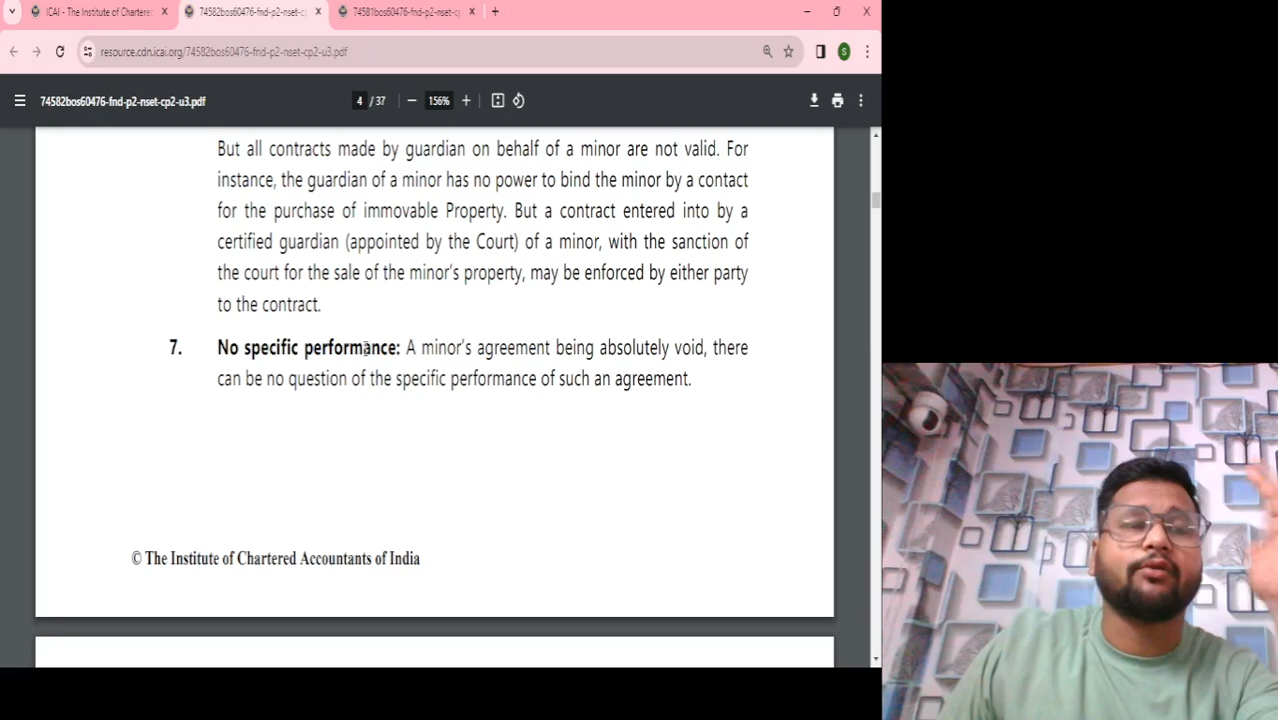 ICAI - The Institute of Chartere
74582bos60476-fnd-p2-nset-cp2-u
74581bos60476-fnd-p2-nset-cp
resource.cdn.icai.org/74582bos60476-fnd-p2-nset-cp2-u3.pdf
S
74582bos60476-fnd-p2-nset-cp2-u3.pdf
4 / 37
156%
But all contracts made by guardian on behalf of a minor are not valid. For
instance, the guardian of a minor has no power to bind the minor by a contact
for the purchase of immovable Property. But a contract entered into by a
certified guardian (appointed by the Court) of a minor, with the sanction of
the court for the sale of the minor's property, may be enforced by either party
to the contract.
7. No specific performance: A minor's agreement being absolutely void, there
can be no question of the specific performance of such an agreement.
© The Institute of Chartered Accountants of India